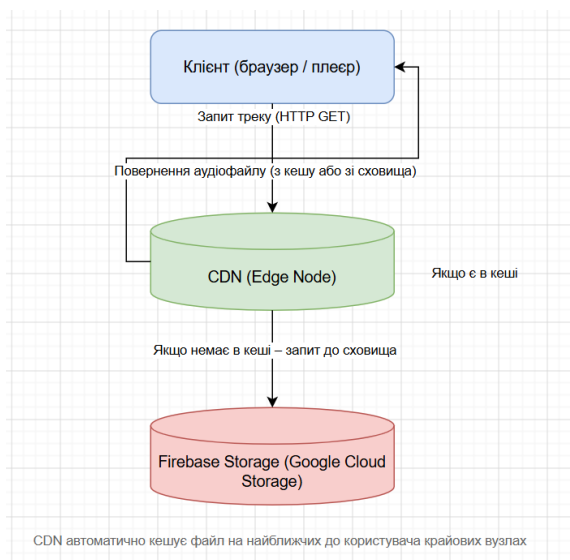 Клієнт (браузер / плеєр)
Запит треку (HTTP GET)
Повернення аудіофайлу (з кешу або зі сховища)
CDN (Edge Node)
Якщо є в кеші
Якщо немає в кеші – запит до сховища
Firebase Storage (Google Cloud
Storage)
CDN автоматично кешує файл на найближчих до користувача крайових вузлах